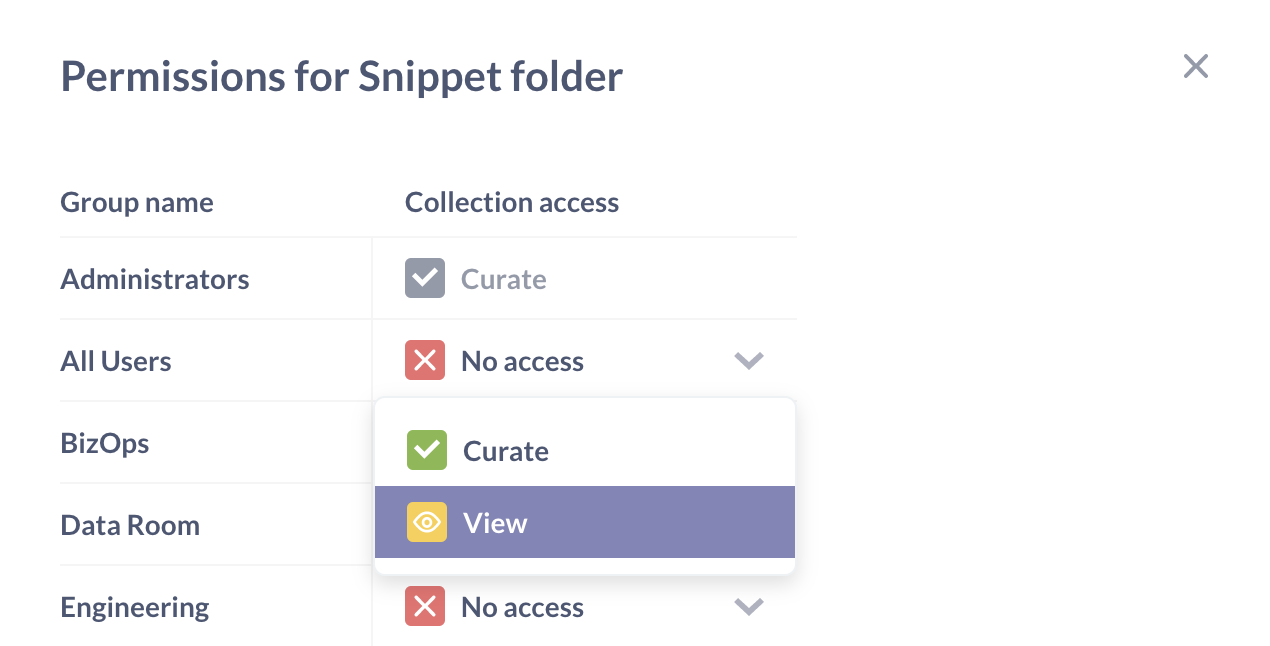 Permissions for Snippet folder
Group name
Collection access
Administrators
Curate
All Users
No access
BizOps
Curate
Data Room
View
Engineering
No access